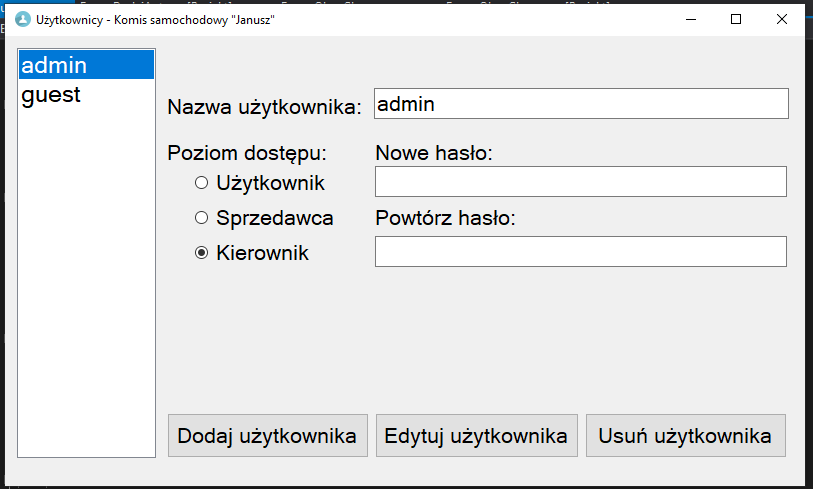 Użytkownicy - Komis samochodowy "Janusz"
admin
guest
Nazwa użytkownika: admin
Poziom dostępu: Nowe hasło:
Użytkownik
Sprzedawca Powtórz hasło:
Kierownik
Dodaj użytkownika Edytuj użytkownika Usuń użytkownika